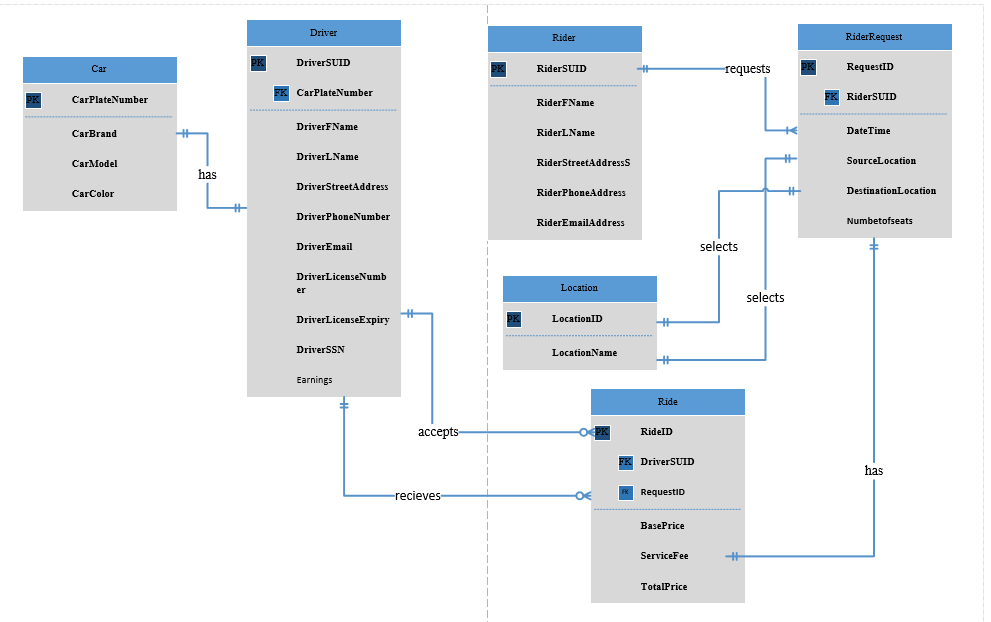 Car
PK CarPlateNumber
CarBrand
CarModel
CarColor
has
Driver
PK DriverSUID
FK CarPlateNumber
DriverFName
DriverLName
DriverStreetAddress
DriverPhoneNumber
DriverEmail
DriverLicenseNumb
er
DriverLicenseExpiry
DriverSSN
Earnings
accepts
recieves
Rider
PK RiderSUID
RiderFName
RiderLName
RiderStreetAddressS
RiderPhoneAddress
RiderEmailAddress
requests
RiderRequest
PK RequestID
FK RiderSUID
DateTime
SourceLocation
DestinationLocation
Numbetofseats
selects
selects
Location
PK LocationID
LocationName
Ride
PK RideID
FK DriverSUID
FK RequestID
BasePrice
ServiceFee
TotalPrice
has